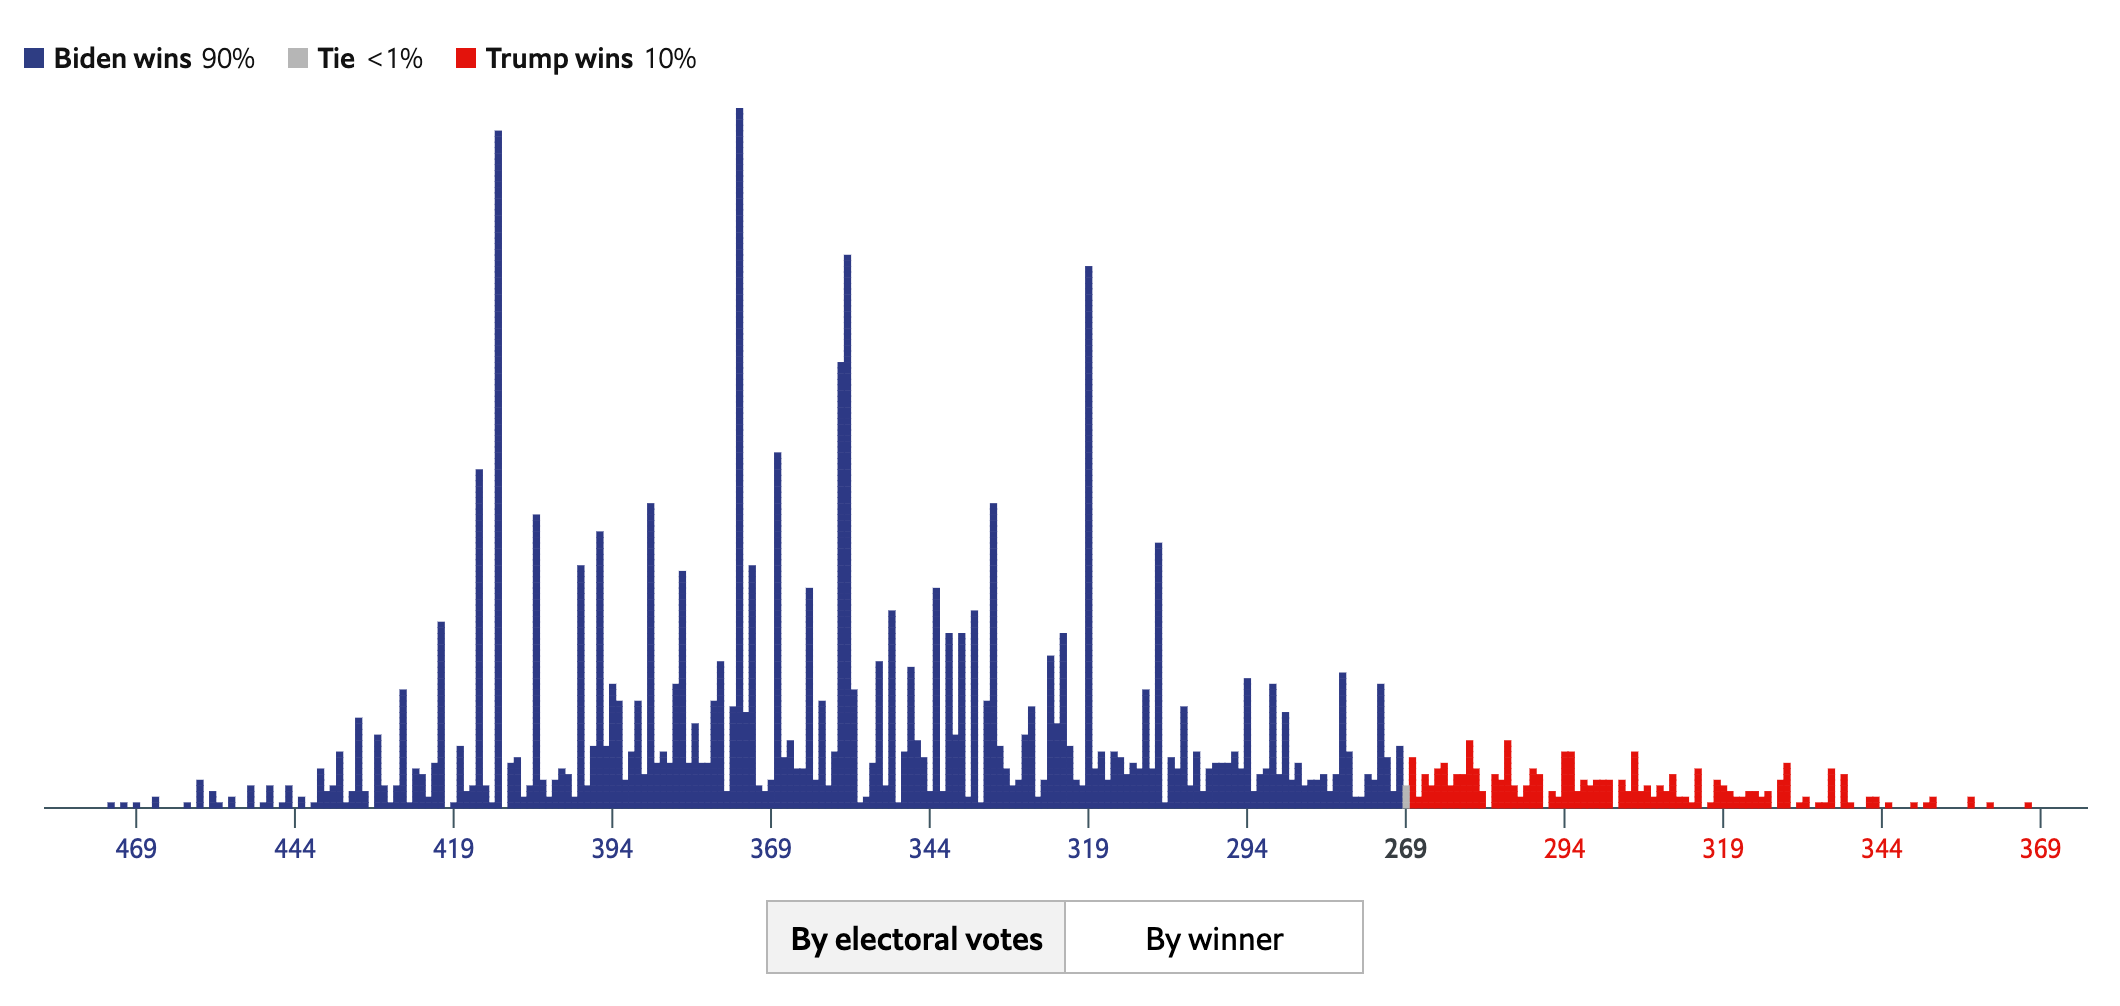 Biden wins 90% Tie <1% Trump wins 10%
469 444 419 394 369 344 319 294 269 294 319 344 369
By electoral votes By winner